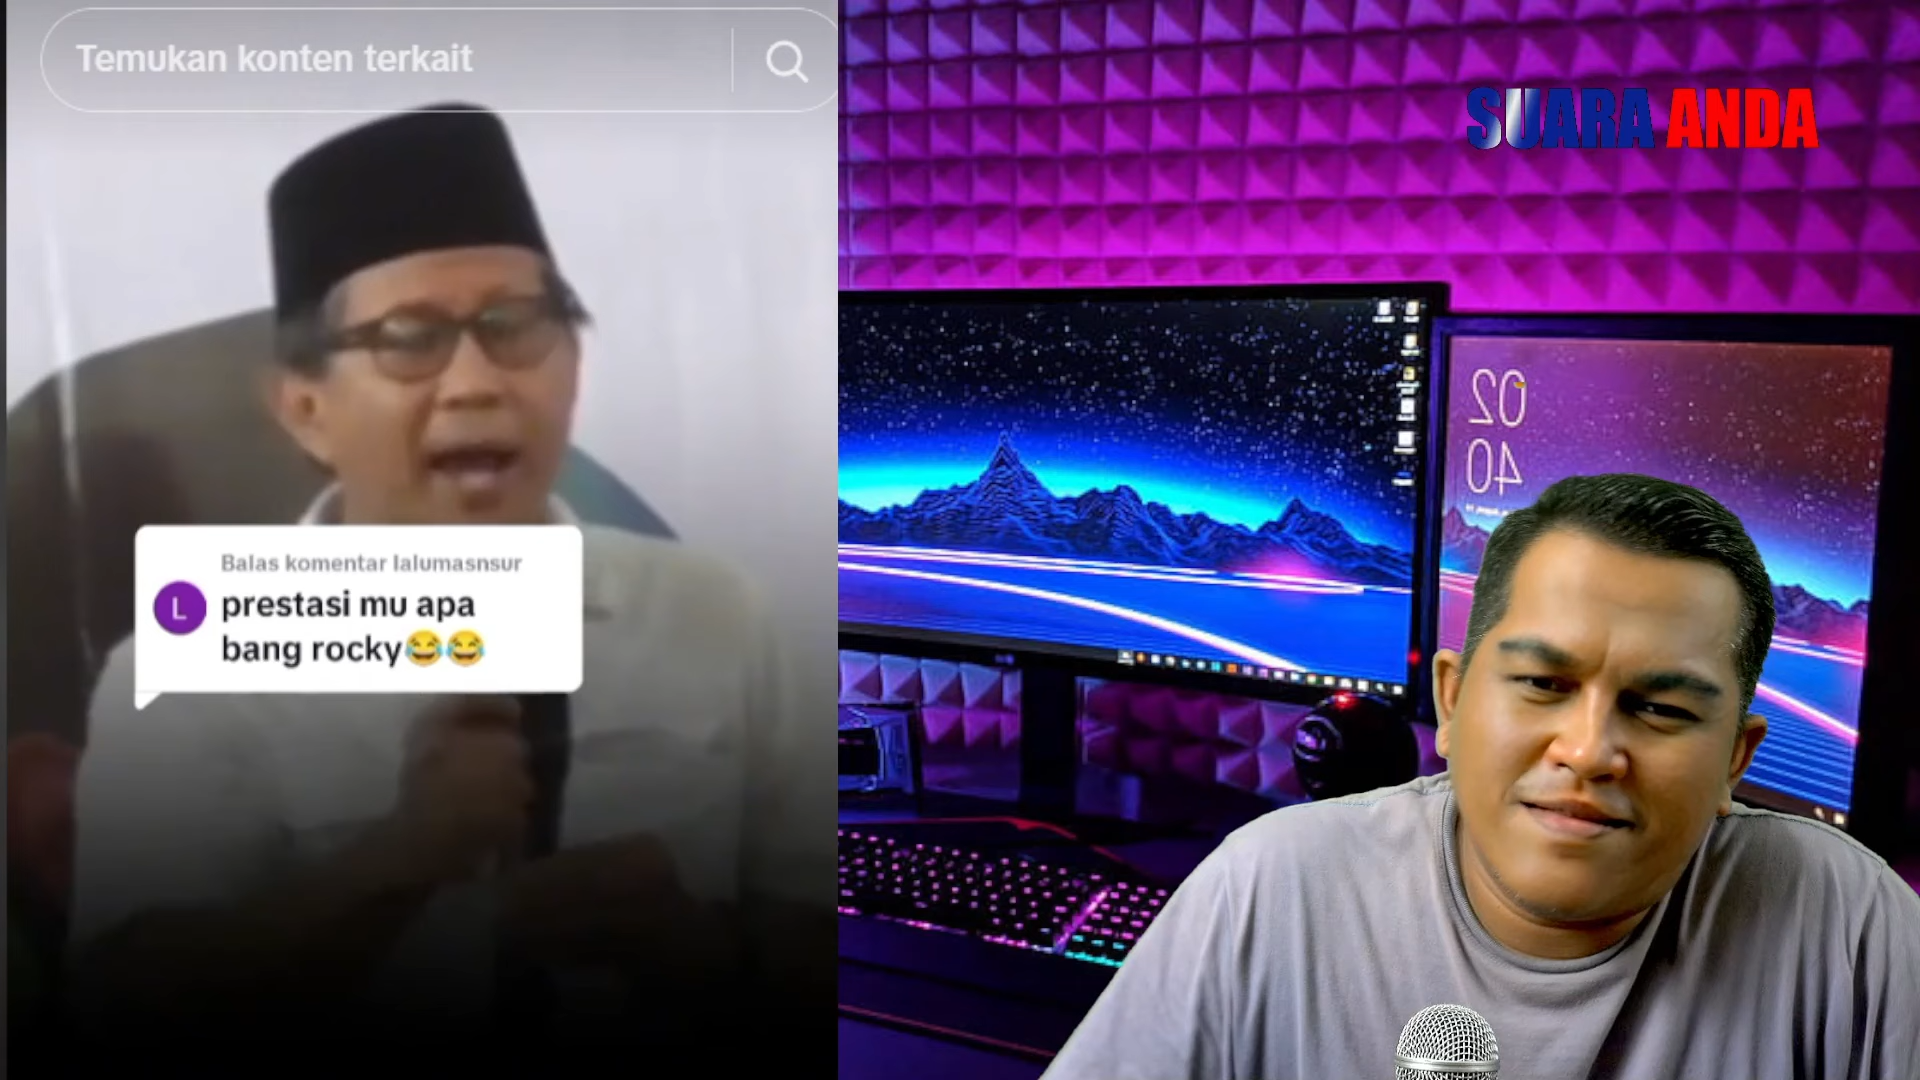 Temukan konten terkait
SUARA ANDA
Balas komentar lalumasnsur
L
prestasi mu apa
bang rocky😂😂
02
40